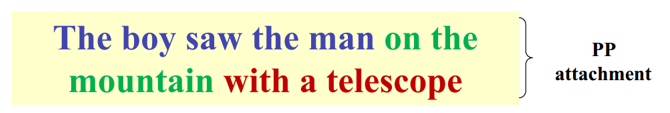 The boy saw the man on the
mountain with a telescope
PP
attachment